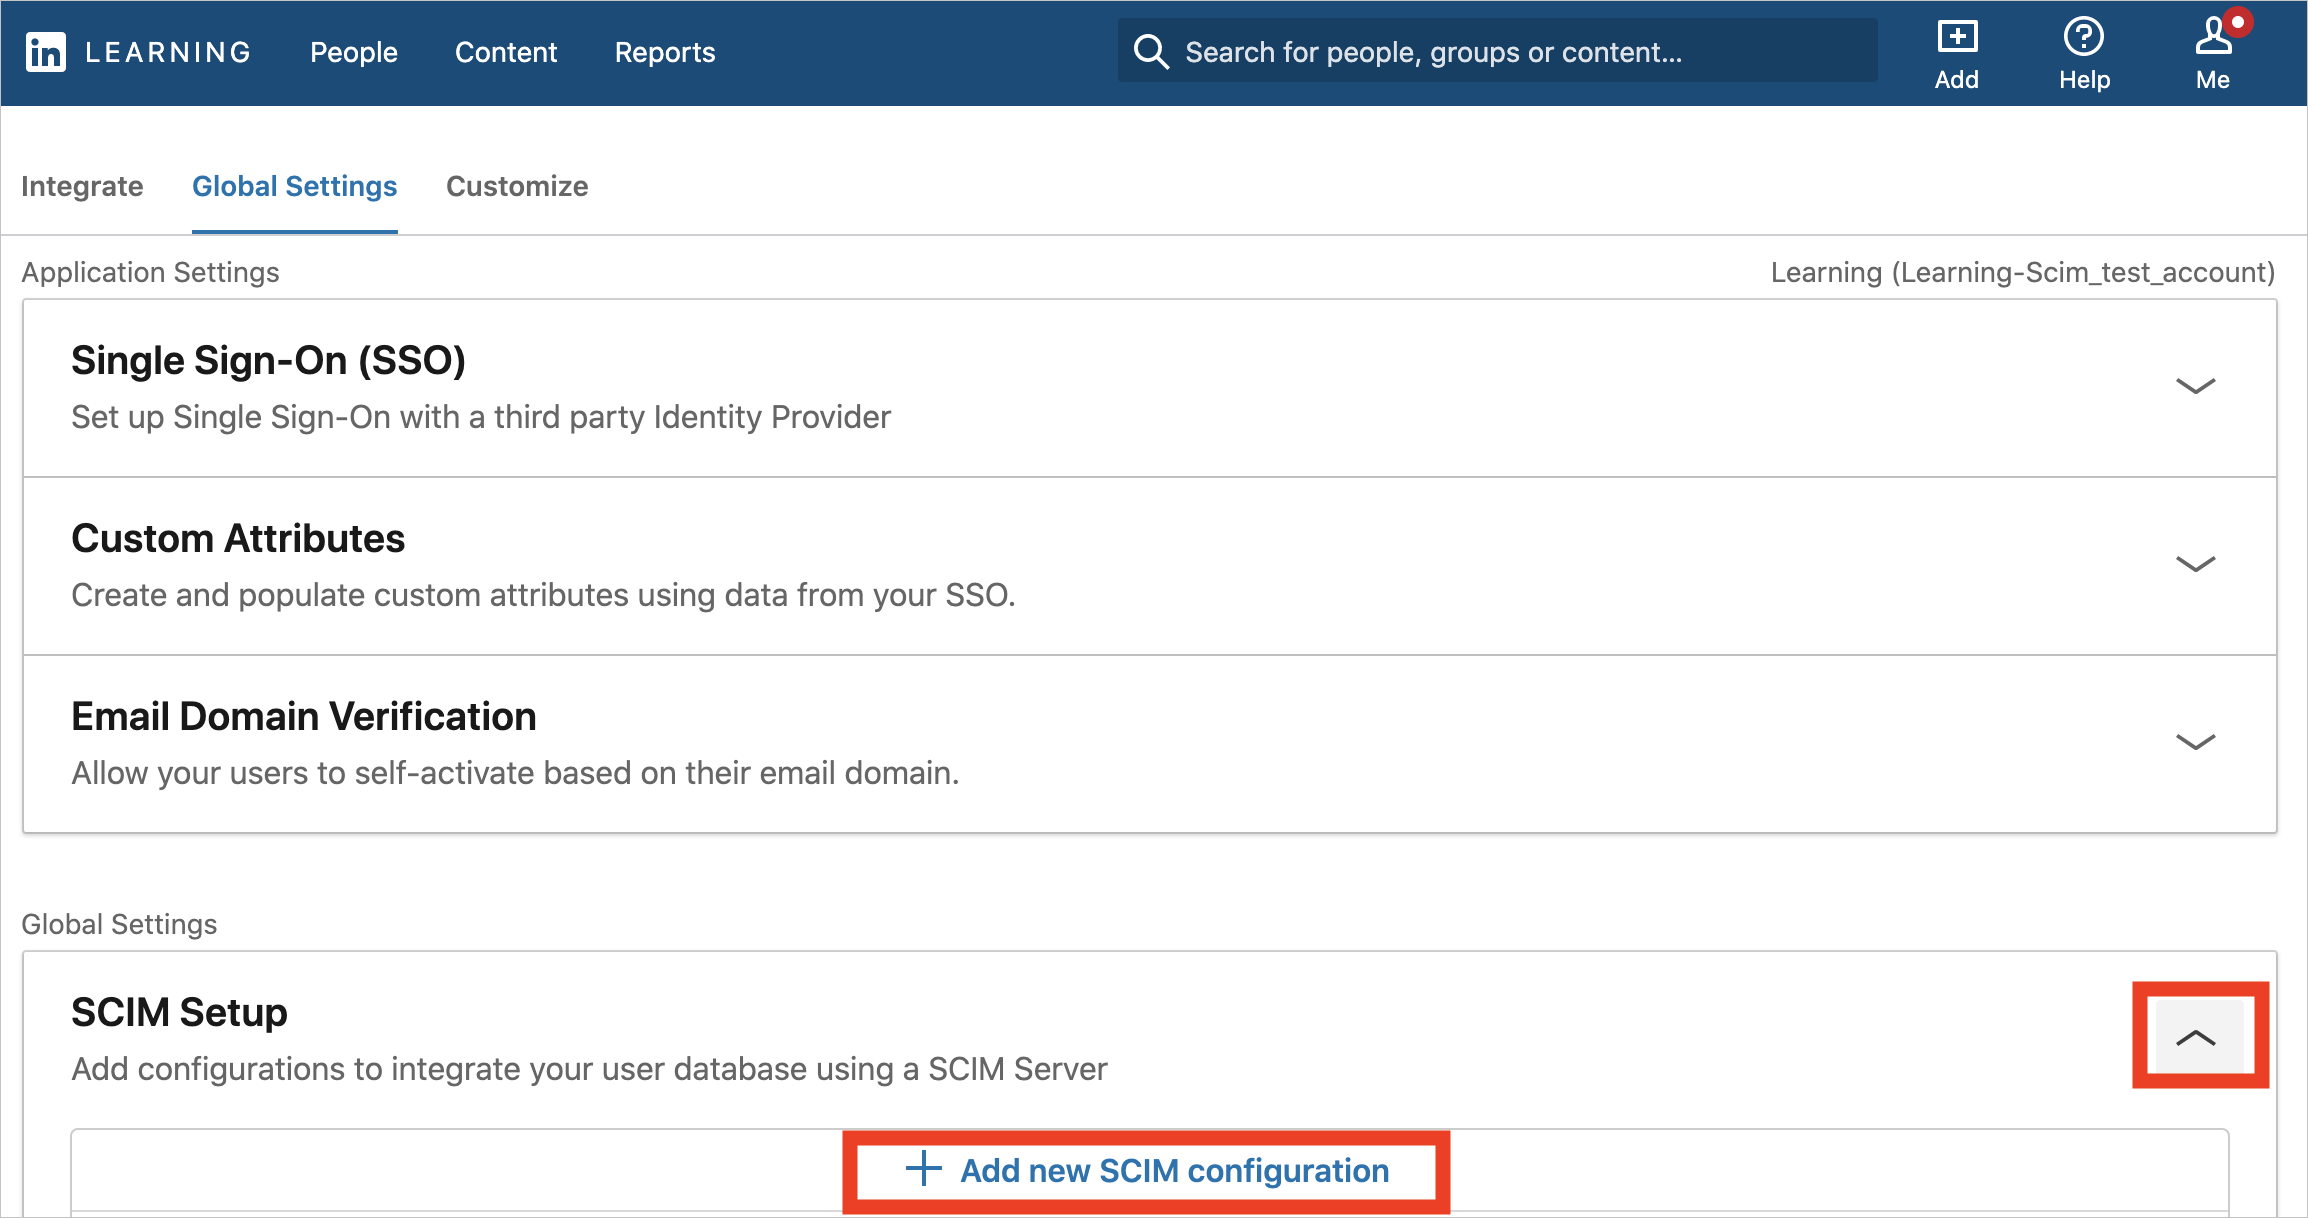 in LEARNING People Content Reports Search for people, groups or content... Add Help Me
Integrate Global Settings Customize
Application Settings Learning (Learning-Scim_test_account)
Single Sign-On (SSO)
Set up Single Sign-On with a third party Identity Provider
Custom Attributes
Create and populate custom attributes using data from your SSO.
Email Domain Verification
Allow your users to self-activate based on their email domain.
Global Settings
SCIM Setup
Add configurations to integrate your user database using a SCIM Server
+ Add new SCIM configuration